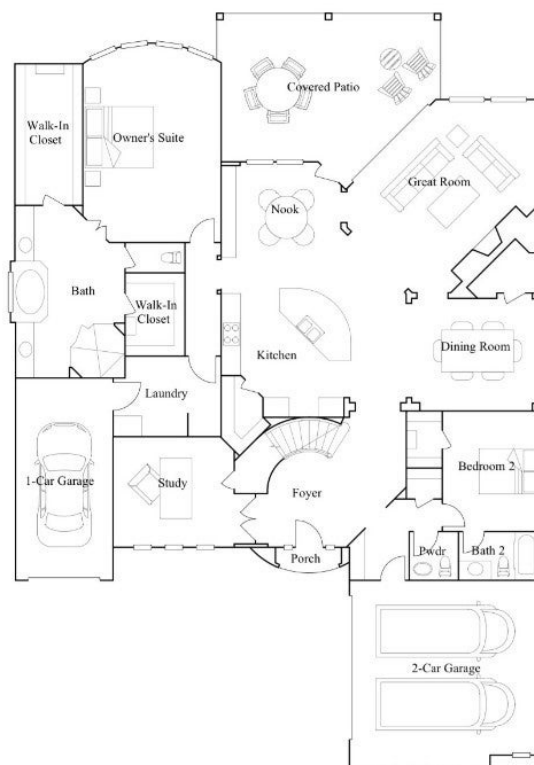 Covered Patio
Walk-In
Closet
Owner's Suite
Great Room
Nook
Bath
Walk-In
Closet
Kitchen
Dining Room
Laundry
1-Car Garage
Study
Foyer
Bedroom 2
Porch
Pwdr
Bath 2
2-Car Garage